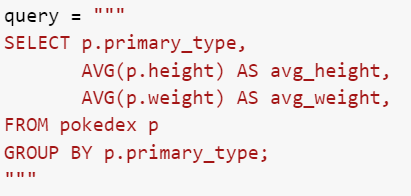 query = """
SELECT p.primary_type,
       AVG(p.height) AS avg_height,
       AVG(p.weight) AS avg_weight,
FROM pokedex p
GROUP BY p.primary_type;
"""